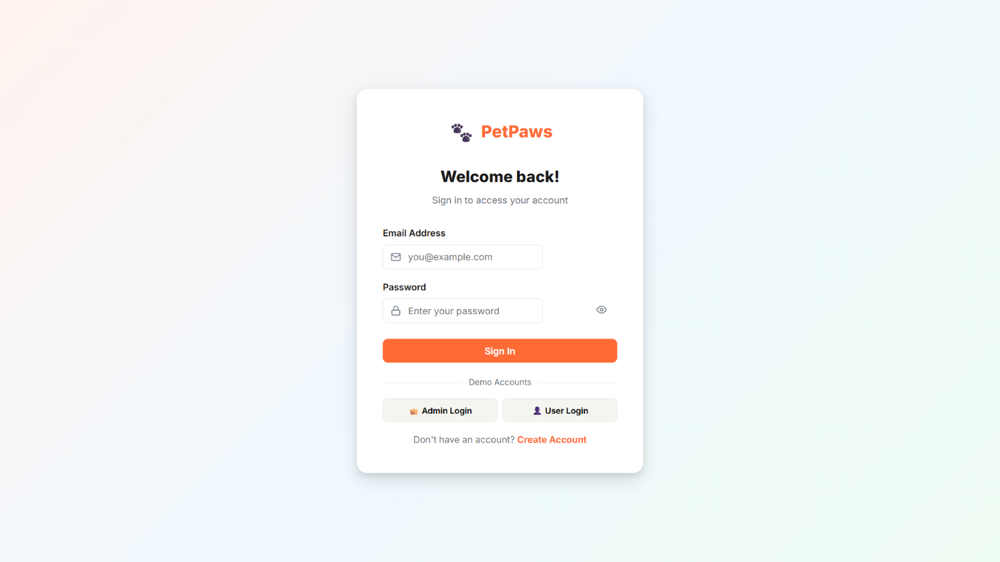 PetPaws
Welcome back!
Sign in to access your account
Email Address
you@example.com
Password
Enter your password
Sign In
Demo Accounts
Admin Login
User Login
Don't have an account? Create Account